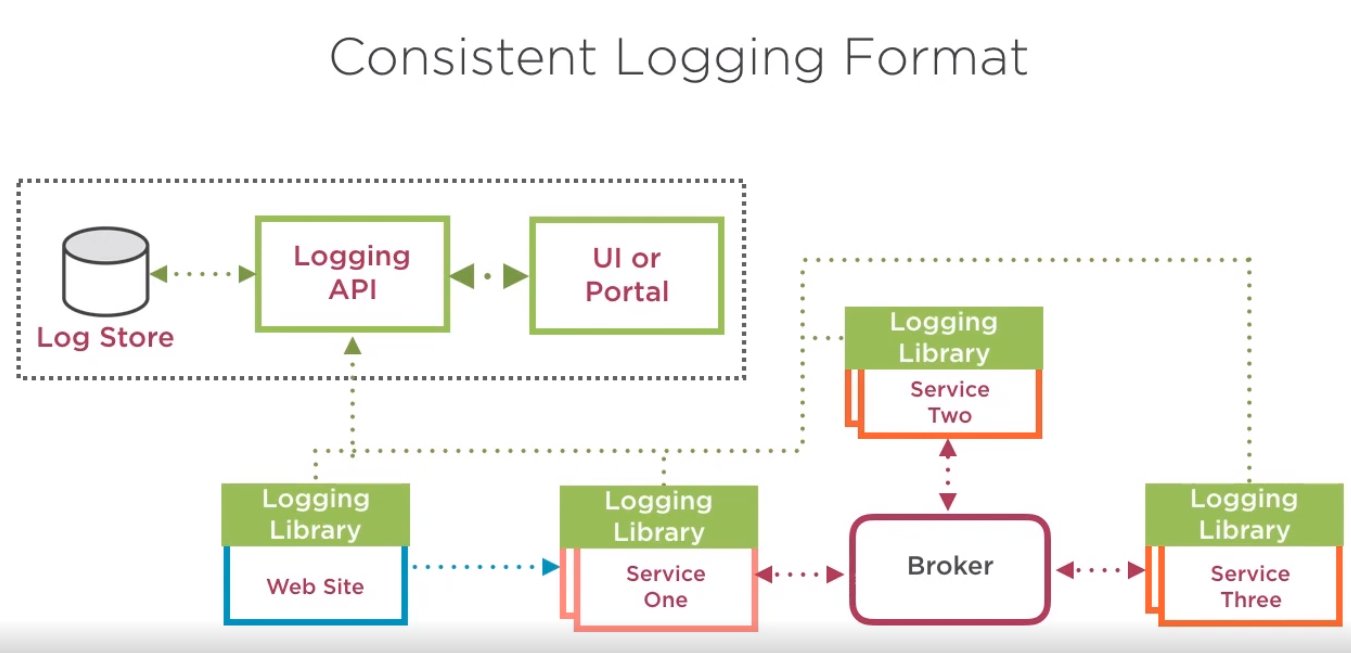 Consistent Logging Format
Logging
API
UI or
Portal
Log Store
Logging
Library
Service
Two
Logging
Library
Web Site
Logging
Library
Service
One
Broker
Logging
Library
Service
Three